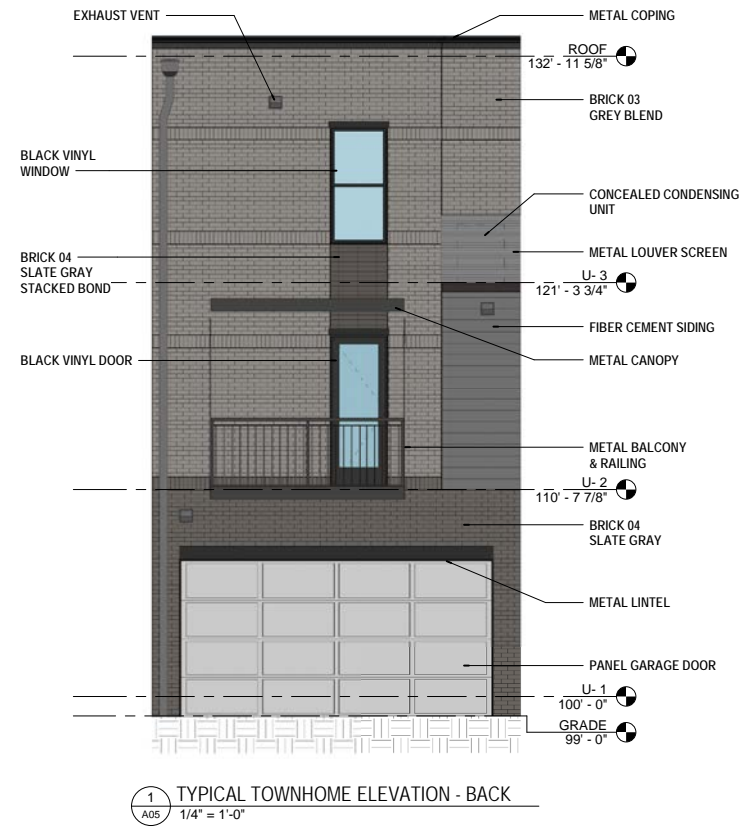 EXHAUST VENT
METAL COPING
ROOF
132' - 11 5/8"
BRICK 03
GREY BLEND
BLACK VINYL
WINDOW
CONCEALED CONDENSING
UNIT
METAL LOUVER SCREEN
BRICK 04
SLATE GRAY
STACKED BOND
U- 3
121' - 3 3/4"
FIBER CEMENT SIDING
BLACK VINYL DOOR
METAL CANOPY
METAL BALCONY
& RAILING
U- 2
110' - 7 7/8"
BRICK 04
SLATE GRAY
METAL LINTEL
PANEL GARAGE DOOR
U- 1
100' - 0"
GRADE
99' - 0"
1
A05
TYPICAL TOWNHOME ELEVATION - BACK
1/4" = 1'-0"